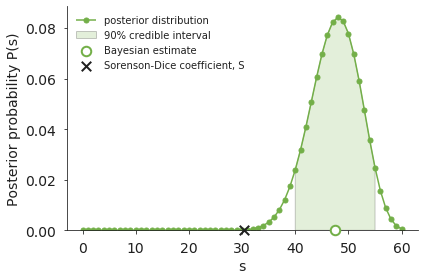 posterior distribution
90% credible interval
Bayesian estimate
Sorenson-Dice coefficient, S
Posterior probability P(s)
0.08
0.06
0.04
0.02
0.00
0 10 20 30 40 50 60
s